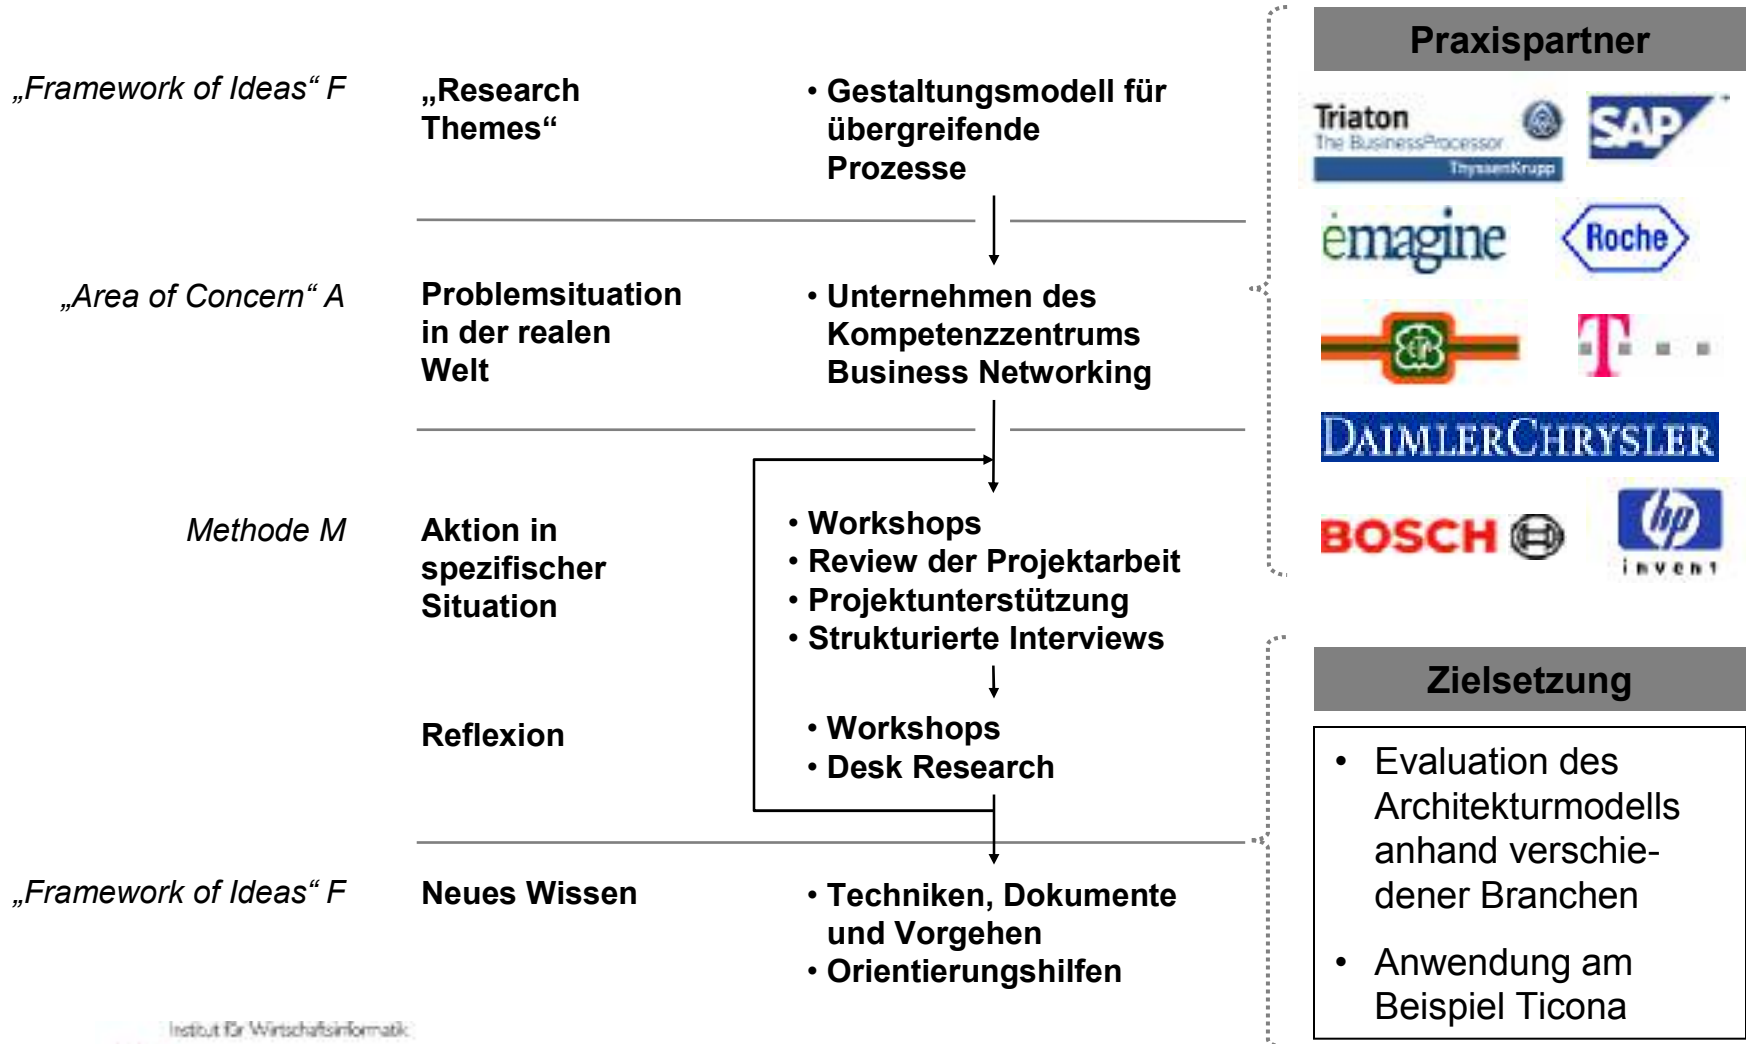 „Framework of Ideas“ F
„Research
Themes“
• Gestaltungsmodell für
übergreifende
Prozesse
„Area of Concern“ A
Problemsituation
in der realen
Welt
• Unternehmen des
Kompetenzzentrums
Business Networking
Methode M
Aktion in
spezifischer
Situation
• Workshops
• Review der Projektarbeit
• Projektunterstützung
• Strukturierte Interviews
Reflexion
• Workshops
• Desk Research
„Framework of Ideas“ F
Neues Wissen
• Techniken, Dokumente
und Vorgehen
• Orientierungshilfen
Praxispartner
Triaton
The BusinessProcessor
ThyssenKrupp
SAP
emagine
Roche
T
DAIMLERCHRYSLER
BOSCH
hp
invent
Zielsetzung
• Evaluation des
Architekturmodells
anhand verschie-
dener Branchen
• Anwendung am
Beispiel Ticona
Institut für Wirtschaftsinformatik